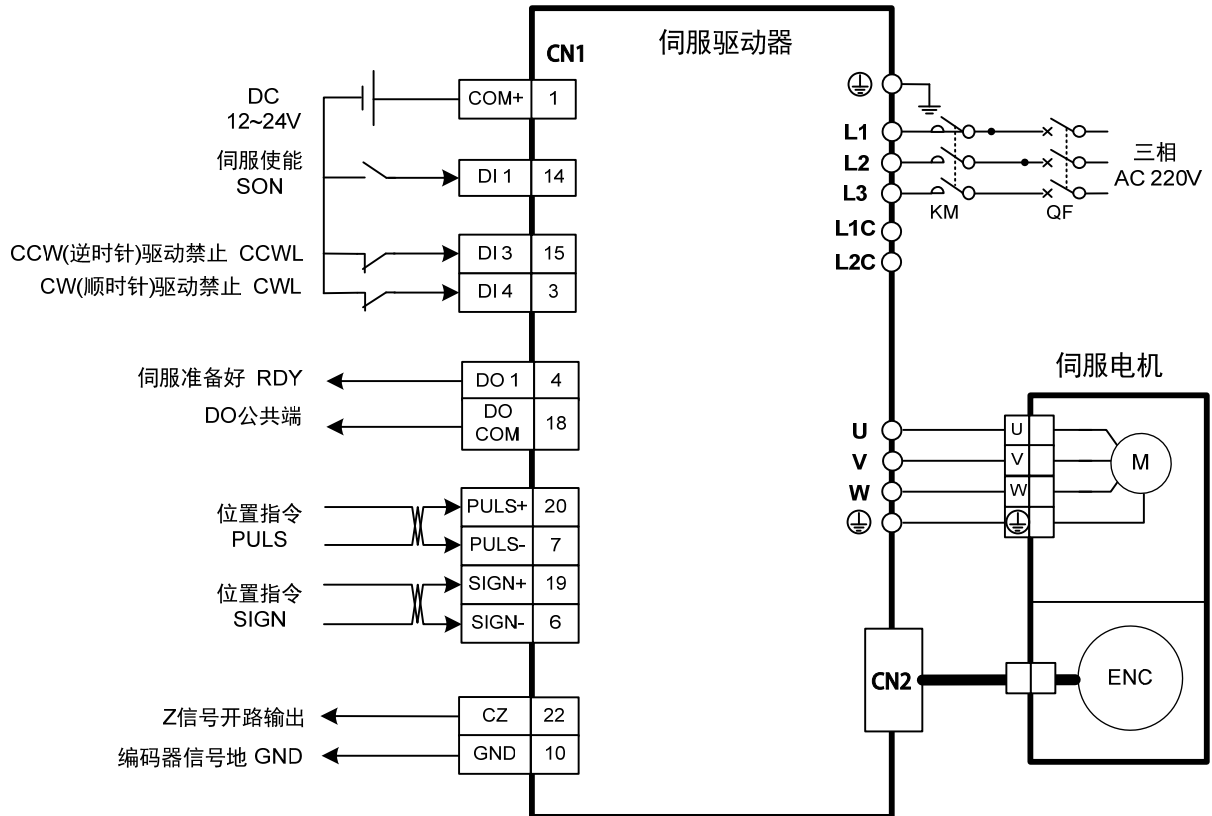 伺服驱动器
CN1
DC
12~24V
COM+ 1
伺服使能
SON
DI 1 14
CCW(逆时针)驱动禁止 CCWL DI 3 15
CW(顺时针)驱动禁止 CWL DI 4 3
伺服准备好 RDY DO 1 4
DO公共端
DO
COM
18
位置指令
PULS
PULS+ 20
PULS- 7
位置指令
SIGN
SIGN+ 19
SIGN- 6
Z信号开路输出 CZ 22
编码器信号地 GND GND 10
L1
L2
L3
L1C
L2C
KM
QF
三相
AC 220V
伺服电机
U U
V V
W W
M
CN2
ENC